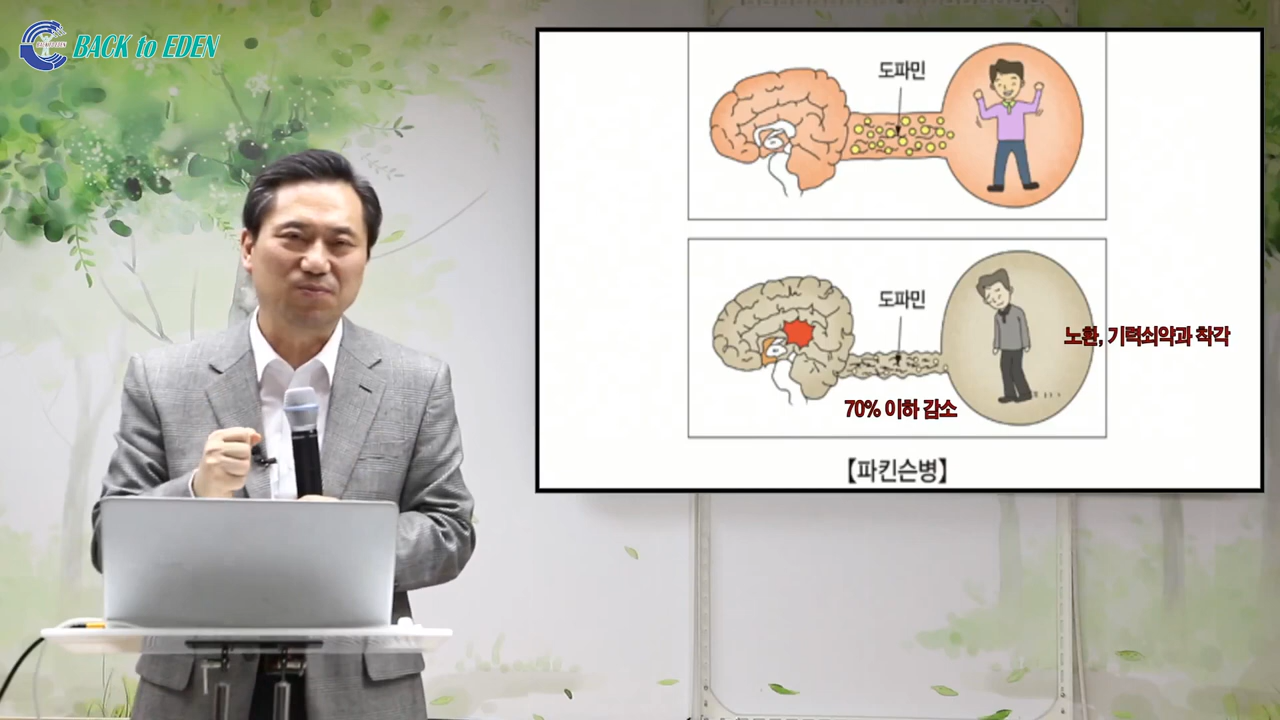 BACK to EDEN
도파민
도파민
노환, 기력쇠약과 착각
70% 이하 감소
【파킨슨병】